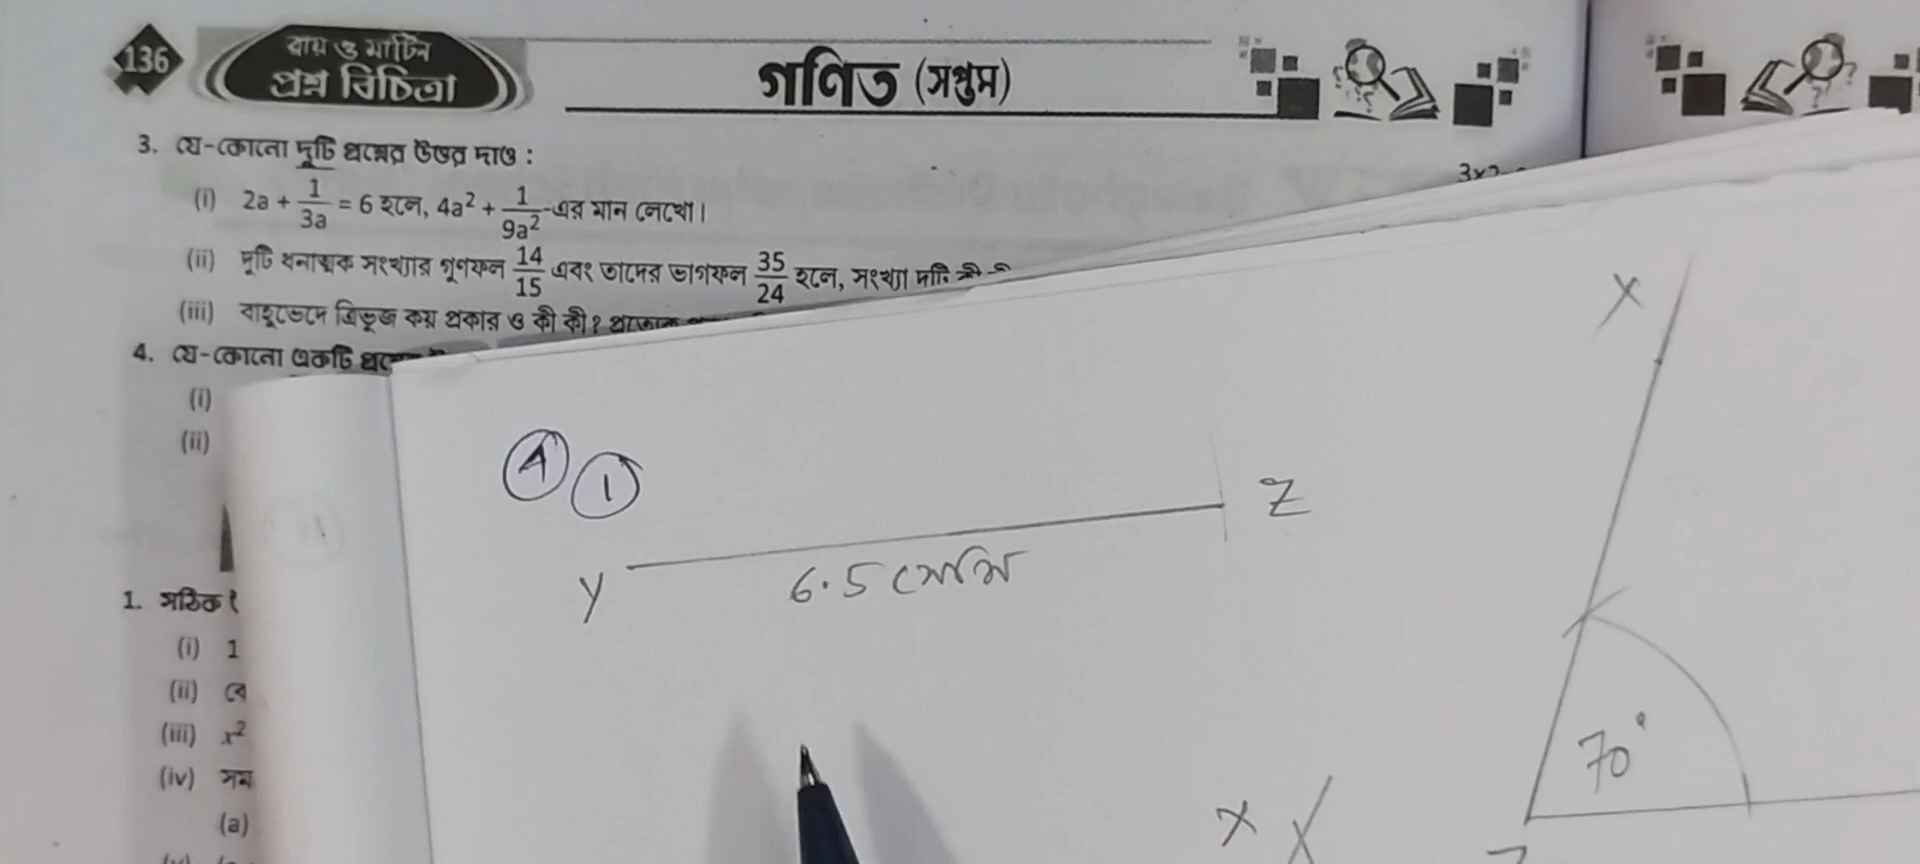 136
রায় ও মার্টিন
প্রশ্ন বিচিত্রা
গণিত (সপ্তম)
3. যে-কোনো দুটি প্রশ্নের উত্তর দাও :
(i) 2a + 1/3a = 6 হলে, 4a² + 1/9a² -এর মান লেখো।
(ii) দুটি ধনাত্মক সংখ্যার গুণফল 14/15 এবং তাদের ভাগফল 35/24 হলে, সংখ্যা
(iii) বাহুভেদে ত্রিভুজ কয় প্রকার ও কী কী?
4. যে-কোনো একটি
(i)
(ii)
4 1
Y Z
6.5 সেমি
X
70°
X
1. সঠিক
(i) 1
(ii)
(iii) x²
(iv)
(a)